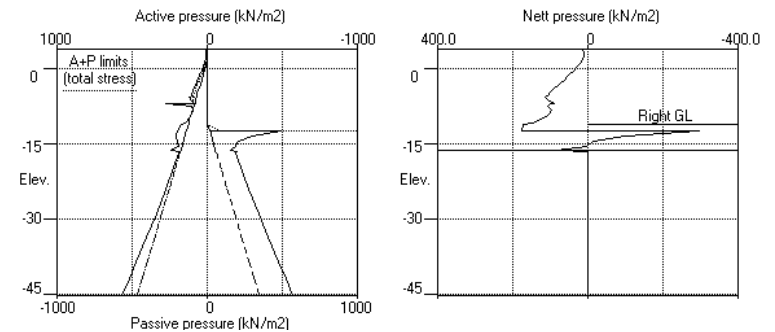 Active pressure (kN/m2)
1000 0 -1000
A+P limits
(total stress)
0
-15
Elev.
-30
-45
-1000 0 1000
Passive pressure (kN/m2)
Nett pressure (kN/m2)
400.0 0 -400.0
0
Right GL
-15
Elev.
-30
-45